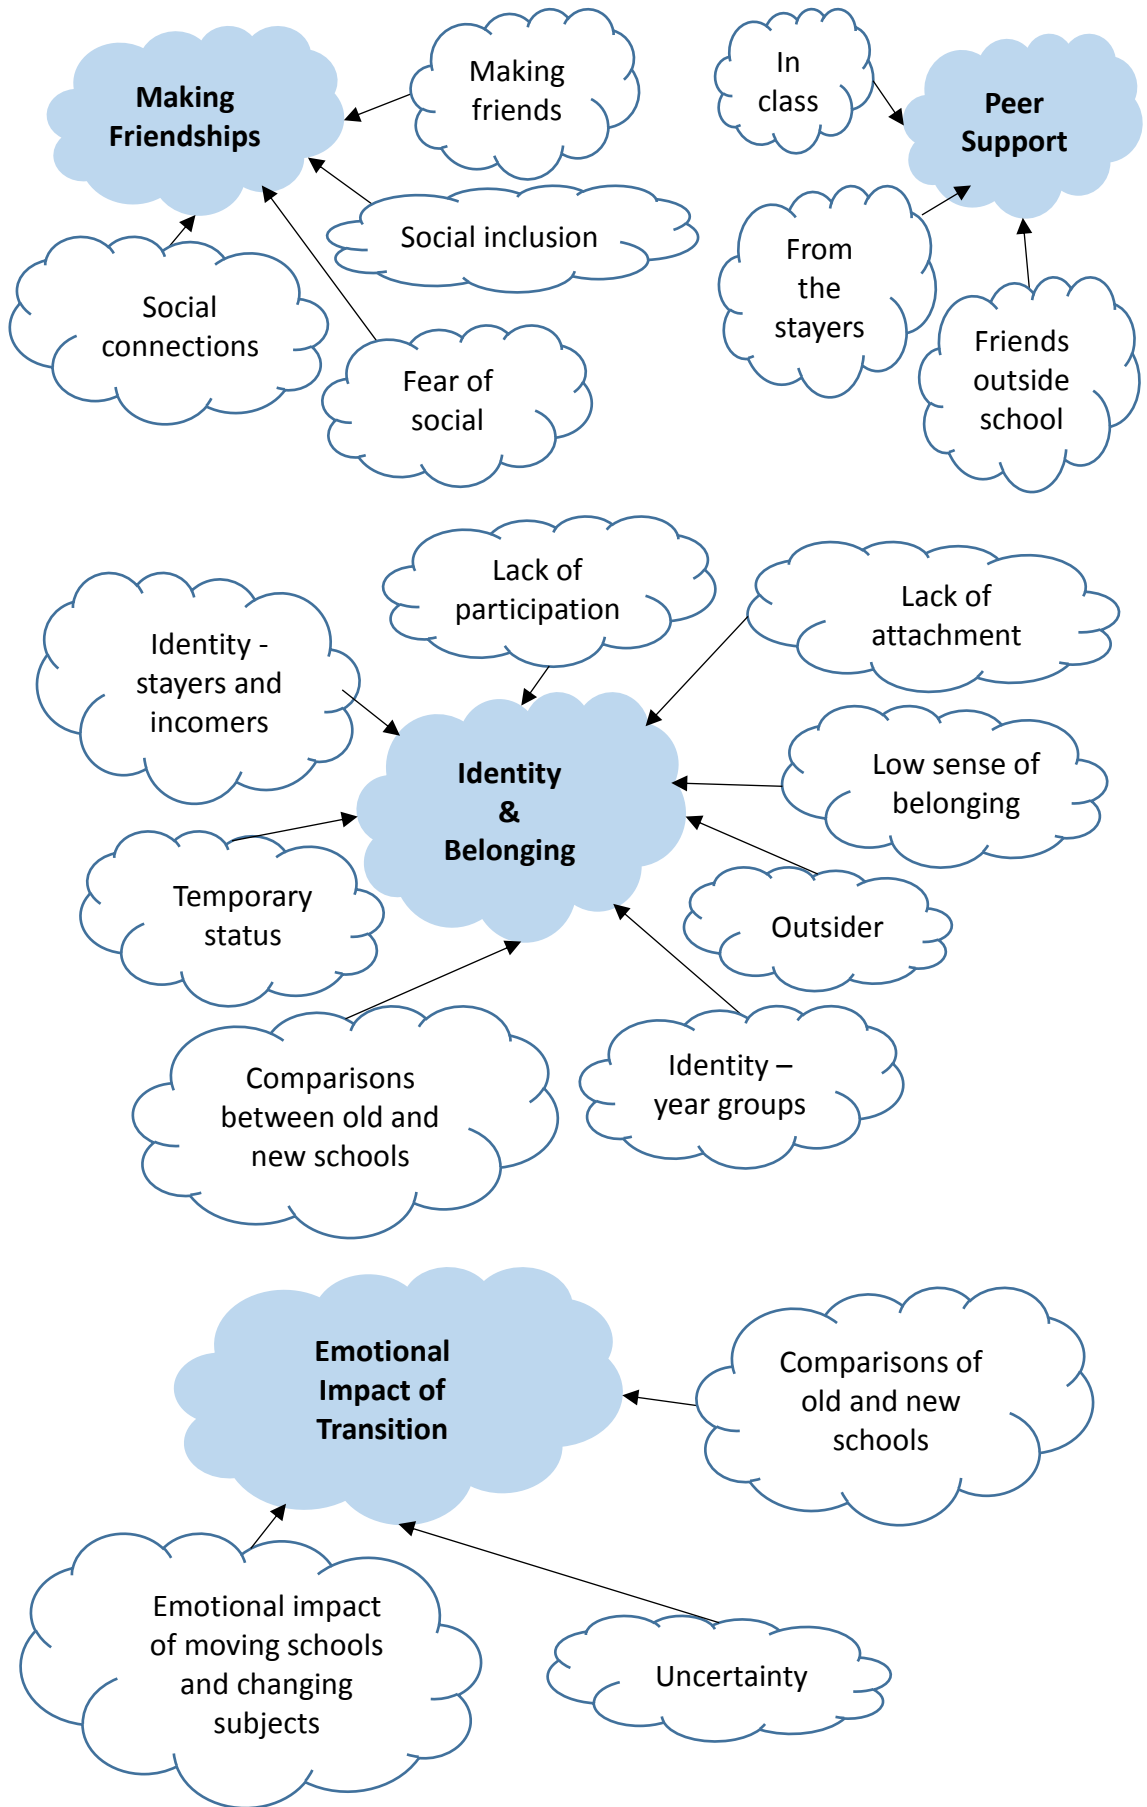 Making
Friendships
Making
friends
In
class
Peer
Support
Social inclusion
From
the
stayers
Social
connections
Friends
outside
school
Fear of
social
Lack of
participation
Lack of
attachment
Identity -
stayers and
incomers
Identity
&
Belonging
Low sense of
belonging
Temporary
status
Outsider
Comparisons
between old and
new schools
Identity –
year groups
Emotional
Impact of
Transition
Comparisons of
old and new
schools
Emotional impact
of moving schools
and changing
subjects
Uncertainty